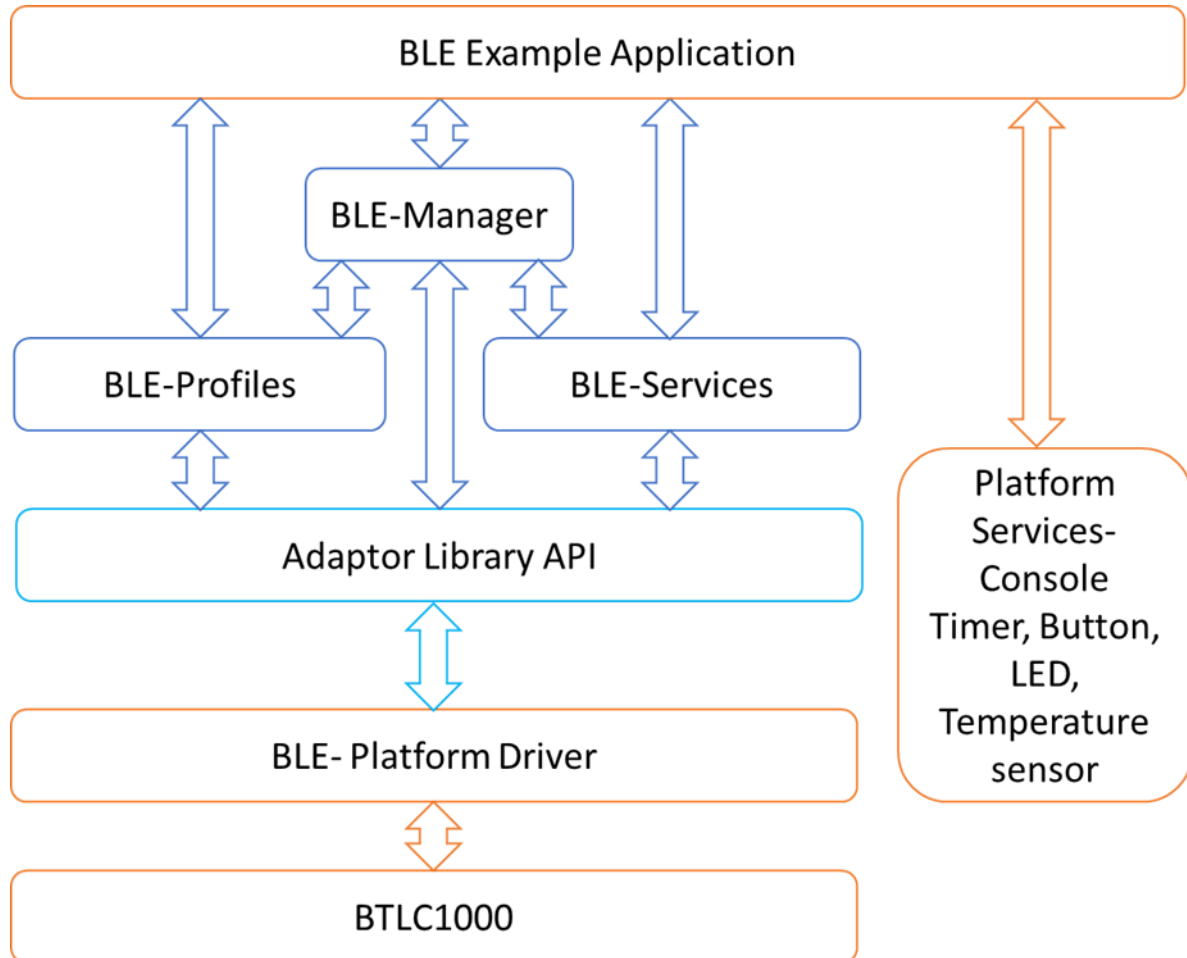 BLE Example Application
BLE-Manager
BLE-Profiles
BLE-Services
Adaptor Library API
BLE- Platform Driver
BTLC1000
Platform
Services-
Console
Timer, Button,
LED,
Temperature
sensor